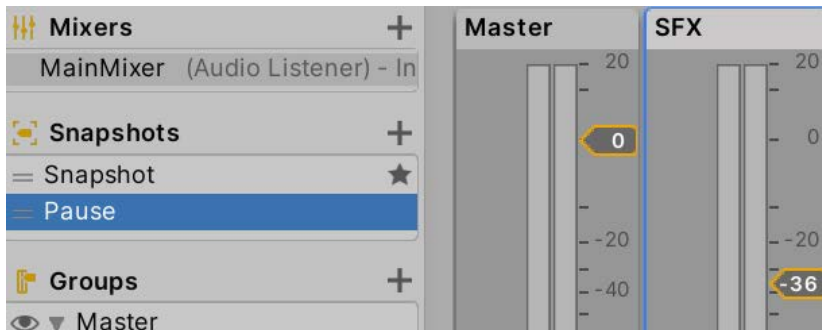 Mixers
MainMixer (Audio Listener) - In
Snapshots
Snapshot
Pause
Groups
Master
Master
20
0
-20
-40
SFX
20
0
-20
-36